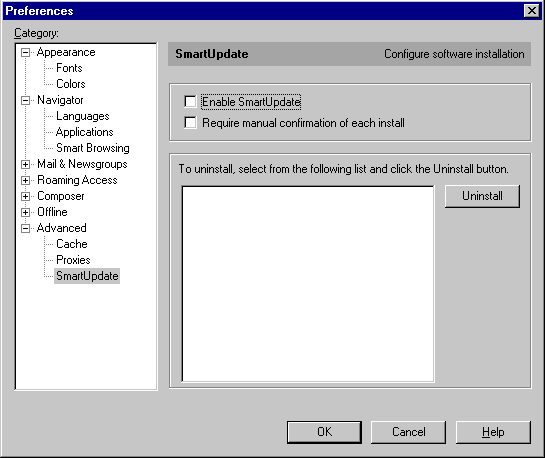 Preferences
Category:
Appearance
Fonts
Colors
Navigator
Languages
Applications
Smart Browsing
Mail & Newsgroups
Roaming Access
Composer
Offline
Advanced
Cache
Proxies
SmartUpdate
SmartUpdate Configure software installation
Enable SmartUpdate
Require manual confirmation of each install
To uninstall, select from the following list and click the Uninstall button.
Uninstall
OK Cancel Help